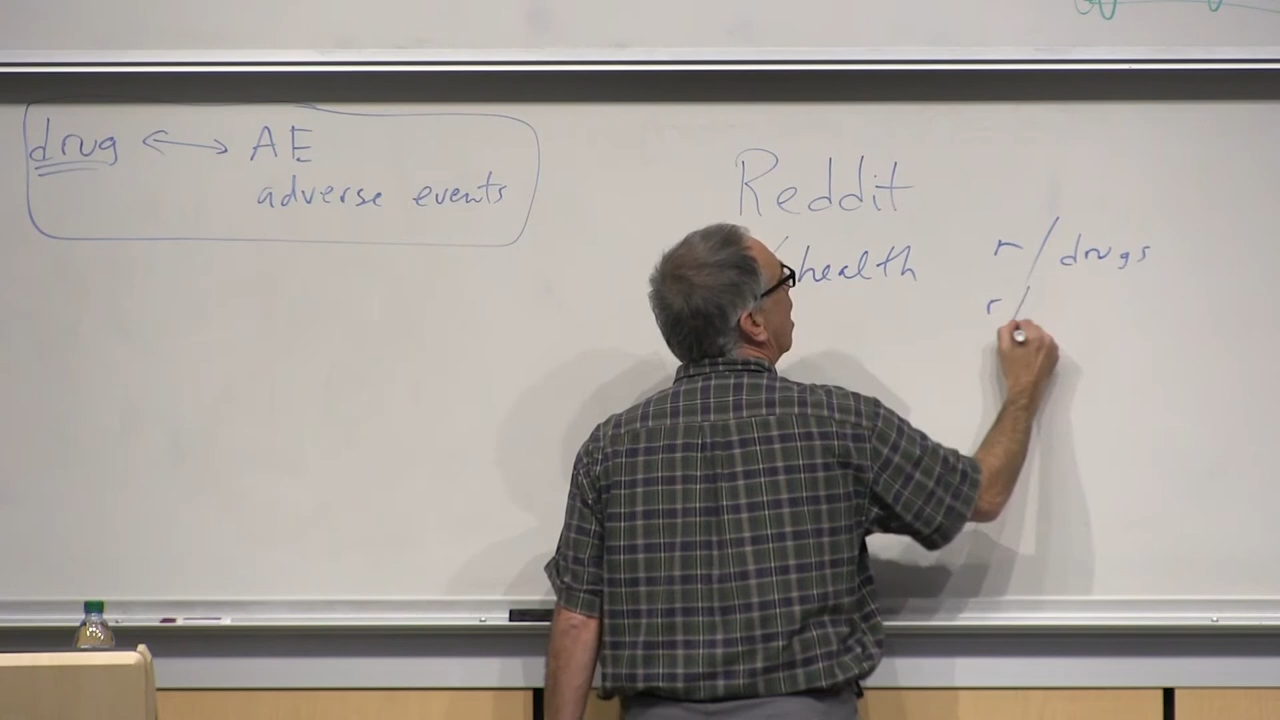 drug ↔ AE
adverse events
Reddit
/health
r/drugs
r/